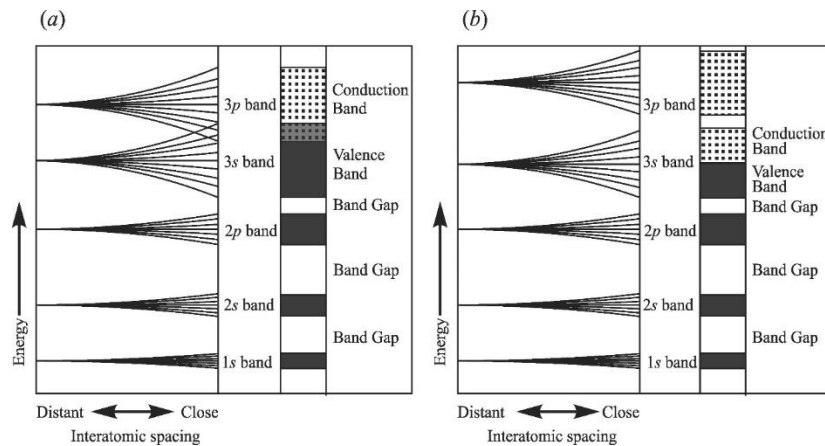 (a)
3p band
Conduction
Band
3s band
Valence
Band
Band Gap
2p band
Band Gap
2s band
Band Gap
1s band
Energy
Distant
Close
Interatomic spacing
(b)
3p band
Conduction
Band
3s band
Valence
Band
Band Gap
2p band
Band Gap
2s band
Band Gap
1s band
Energy
Distant
Close
Interatomic spacing